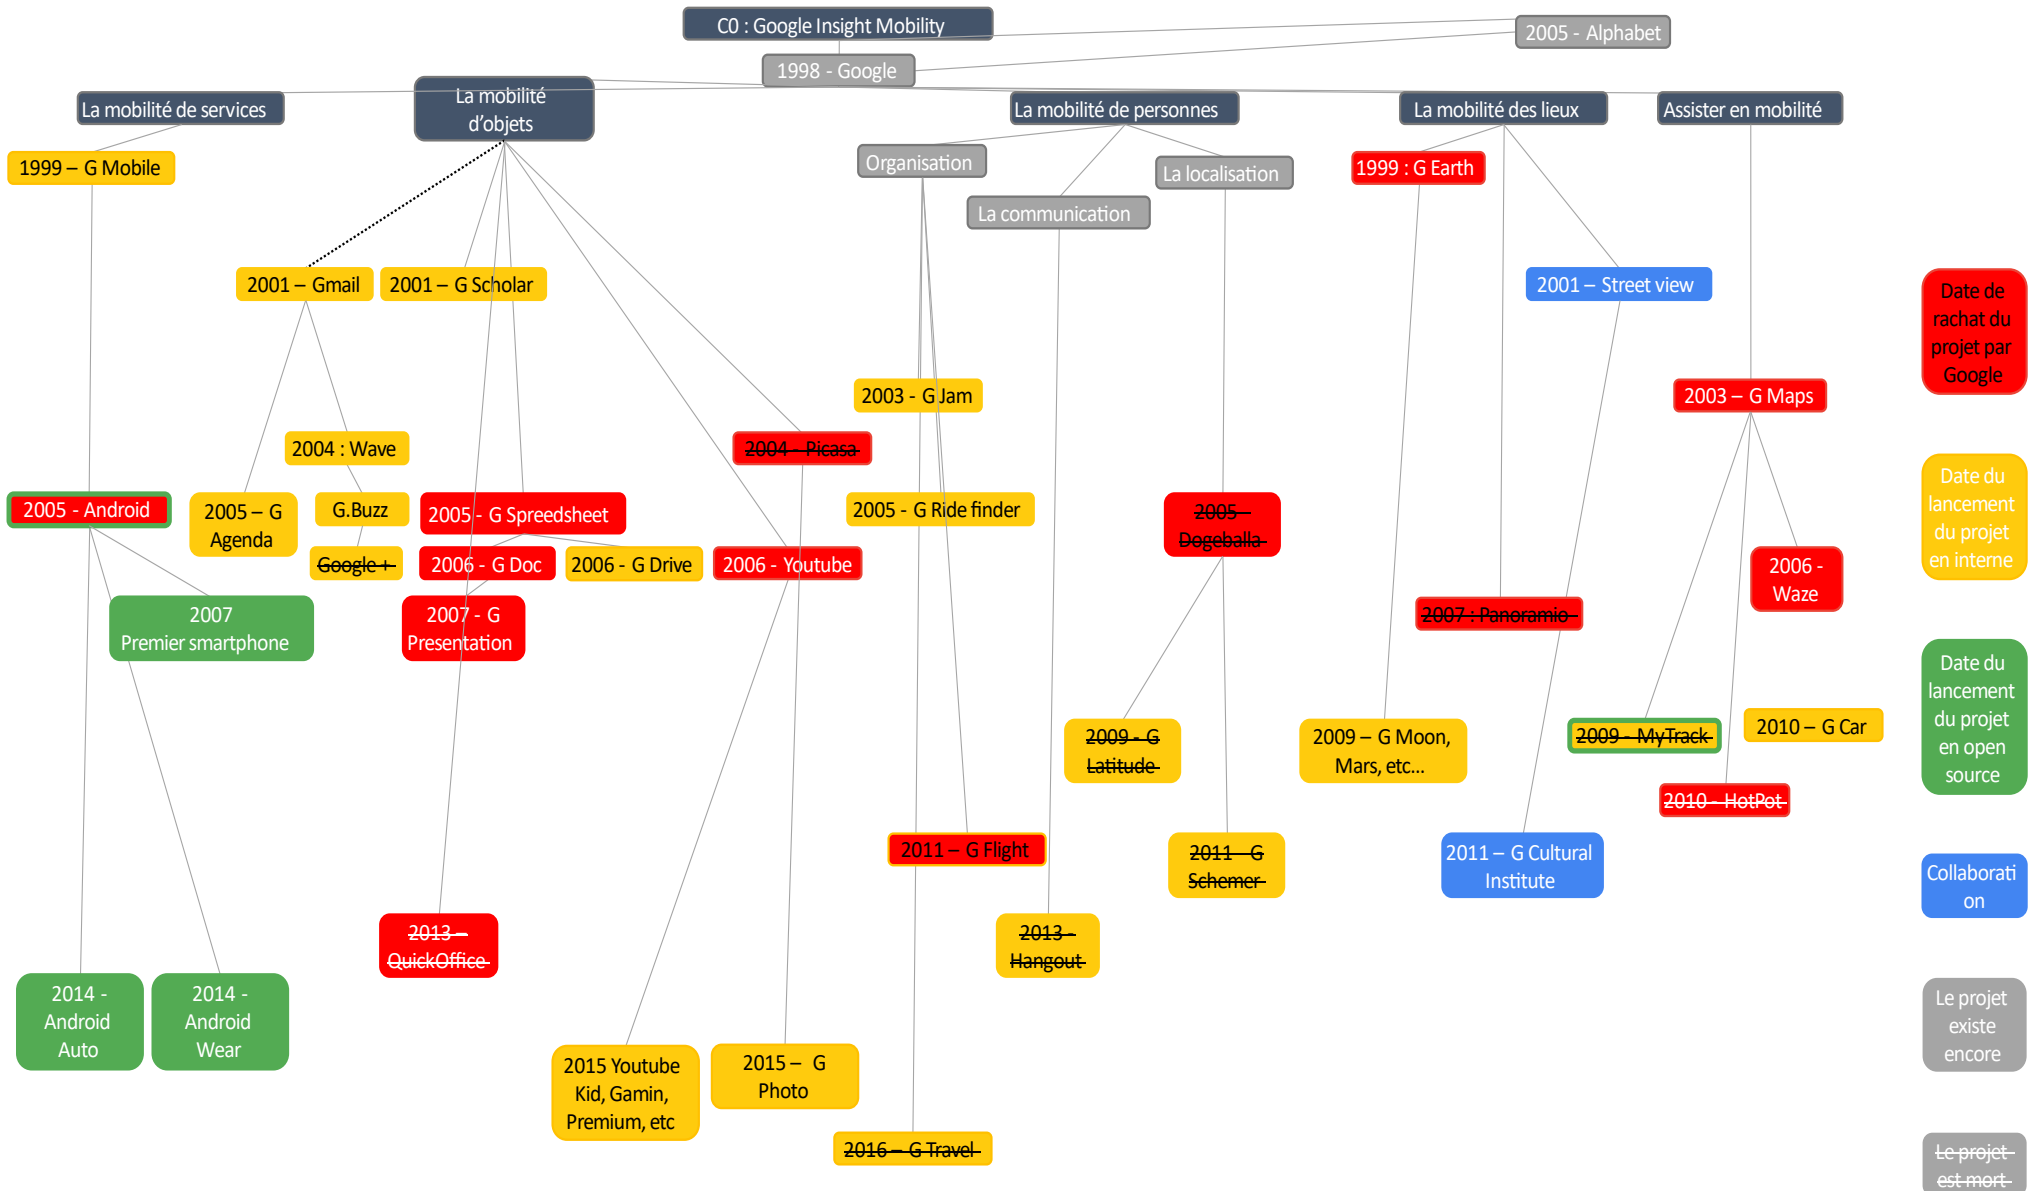 C0 : Google Insight Mobility
2005 - Alphabet
1998 - Google
La mobilité de services
La mobilité
d'objets
La mobilité de personnes
La mobilité des lieux
Assister en mobilité
1999 – G Mobile
Organisation
La localisation
1999 : G Earth
La communication
2001 – Gmail
2001 – G Scholar
2001 – Street view
Date de
rachat du
projet par
Google
2003 - G Jam
2003 – G Maps
2004 : Wave
2004 - Picasa
Date du
lancement
du projet
en interne
2005 - Android
2005 – G
Agenda
G.Buzz
2005 - G Spreedsheet
2005 - G Ride finder
2005 -
Dogeballa
Google +
2006 - G Doc
2006 - G Drive
2006 - Youtube
2006 -
Waze
2007
Premier smartphone
2007 - G
Presentation
2007 : Panoramio
Date du
lancement
du projet
en open
source
2009 - G
Latitude
2009 – G Moon,
Mars, etc...
2009 - MyTrack
2010 – G Car
2010 - HotPot
2011 – G Flight
2011 – G
Schemer
2011 – G Cultural
Institute
Collaborati
on
2013 –
QuickOffice
2013 -
Hangout
2014 -
Android
Auto
2014 -
Android
Wear
Le projet
existe
encore
2015 Youtube
Kid, Gamin,
Premium, etc
2015 – G
Photo
2016 – G Travel
Le projet
est mort